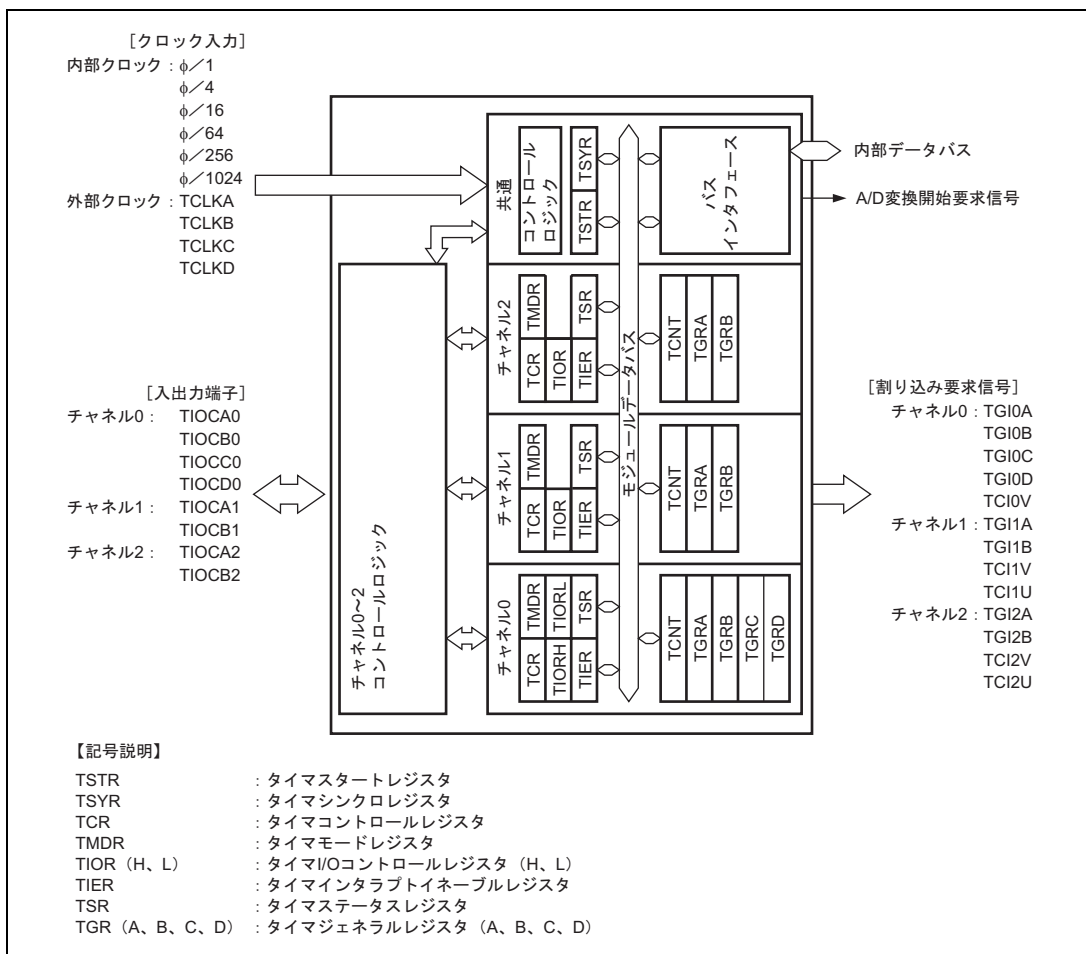 ［クロック入力］
内部クロック：ϕ／1
ϕ／4
ϕ／16
ϕ／64
ϕ／256
ϕ／1024
外部クロック：TCLKA
TCLKB
TCLKC
TCLKD
［入出力端子］
チャネル0： TIOCA0
TIOCB0
TIOCC0
TIOCD0
チャネル1： TIOCA1
TIOCB1
チャネル2： TIOCA2
TIOCB2
チャネル0~2
コントロールロジック
共通
コントロール
ロジック
TSTR TSYR
バス
インタフェース
チャネル2
TCR TMDR
TIOR
TIER TSR
TCNT
TGRA
TGRB
チャネル1
TCR TMDR
TIOR
TIER TSR
TCNT
TGRA
TGRB
チャネル0
TCR TMDR
TIORH TIORL
TIER TSR
TCNT
TGRA
TGRB
TGRC
TGRD
モジュールデータバス
内部データバス
A/D変換開始要求信号
［割り込み要求信号］
チャネル0：TGI0A
TGI0B
TGI0C
TGI0D
TCI0V
チャネル1：TGI1A
TGI1B
TCI1V
TCI1U
チャネル2：TGI2A
TGI2B
TCI2V
TCI2U
【記号説明】
TSTR ：タイマスタートレジスタ
TSYR ：タイマシンクロレジスタ
TCR ：タイマコントロールレジスタ
TMDR ：タイマモードレジスタ
TIOR（H、L） ：タイマI/Oコントロールレジスタ（H、L）
TIER ：タイマインタラプトイネーブルレジスタ
TSR ：タイマステータスレジスタ
TGR（A、B、C、D） ：タイマジェネラルレジスタ（A、B、C、D）